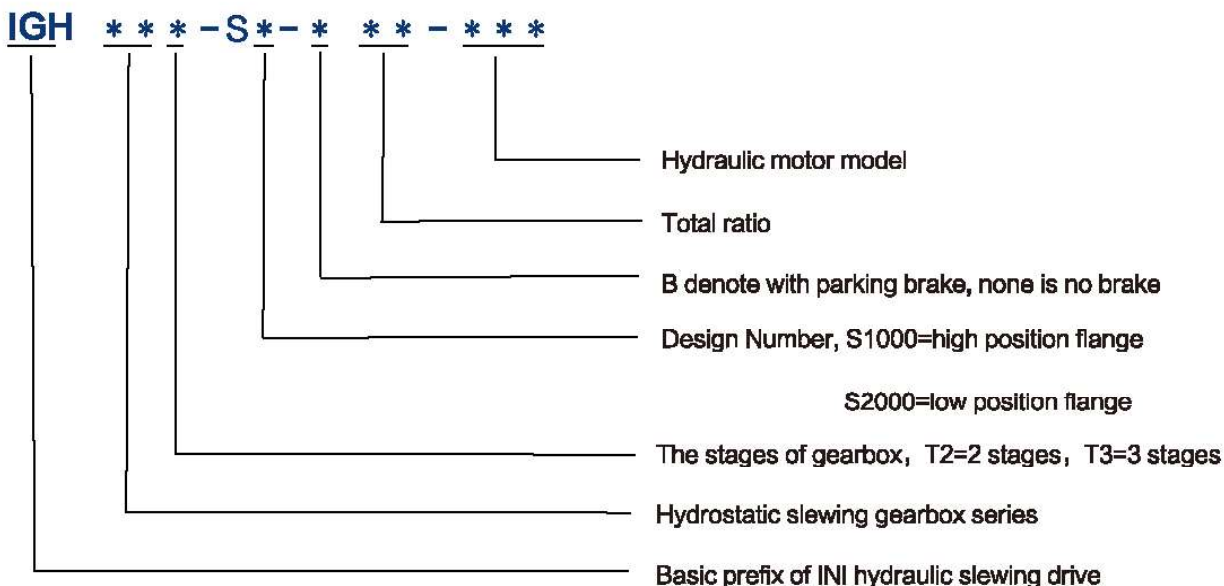 IGH ***-S*-* **-***
Hydraulic motor model
Total ratio
B denote with parking brake, none is no brake
Design Number, S1000=high position flange
S2000=low position flange
The stages of gearbox, T2=2 stages, T3=3 stages
Hydrostatic slewing gearbox series
Basic prefix of INI hydraulic slewing drive